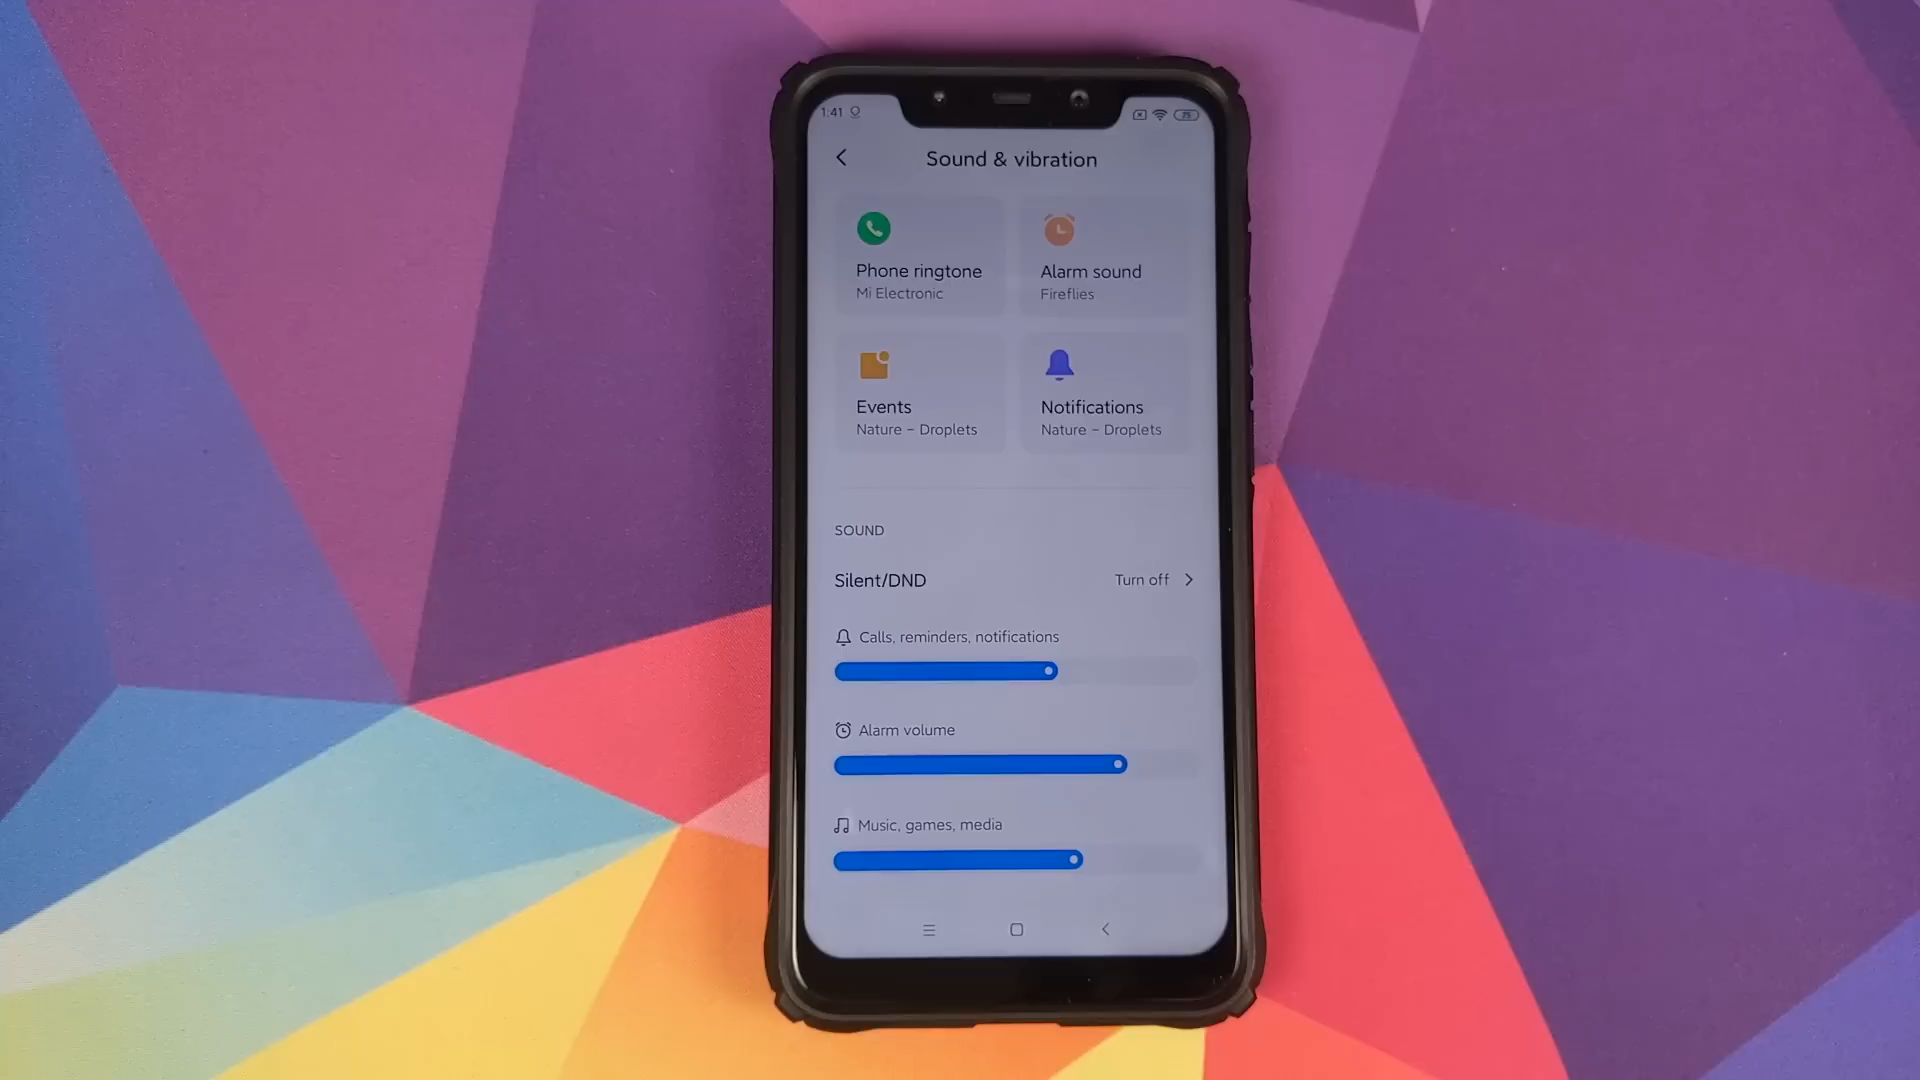 1:41
75
Sound & vibration
Phone ringtone
Mi Electronic
Alarm sound
Fireflies
Events
Nature – Droplets
Notifications
Nature – Droplets
SOUND
Silent/DND
Turn off
Calls, reminders, notifications
Alarm volume
Music, games, media